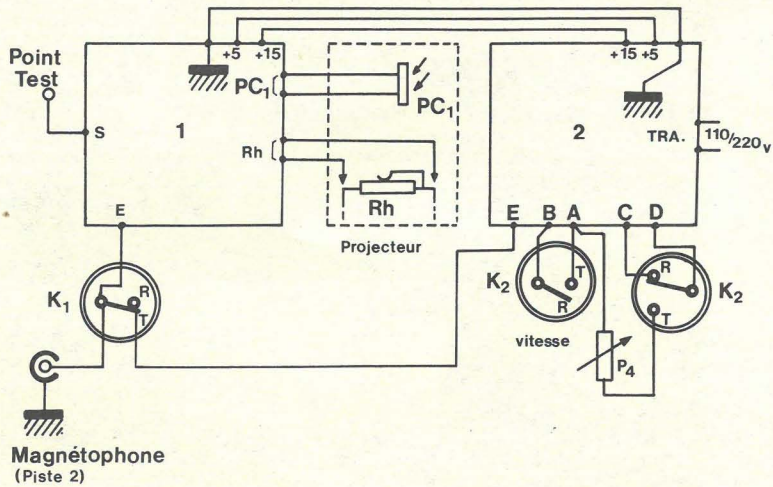 +5
+15
+15
+5
Point
Test
PC1
PC1
S
1
2
TRA.
110/220v
Rh
Rh
E
Projecteur
E
B
A
C
D
K1
R
T
K2
T
R
R
T
K2
vitesse
P4
Magnétophone
(Piste 2)